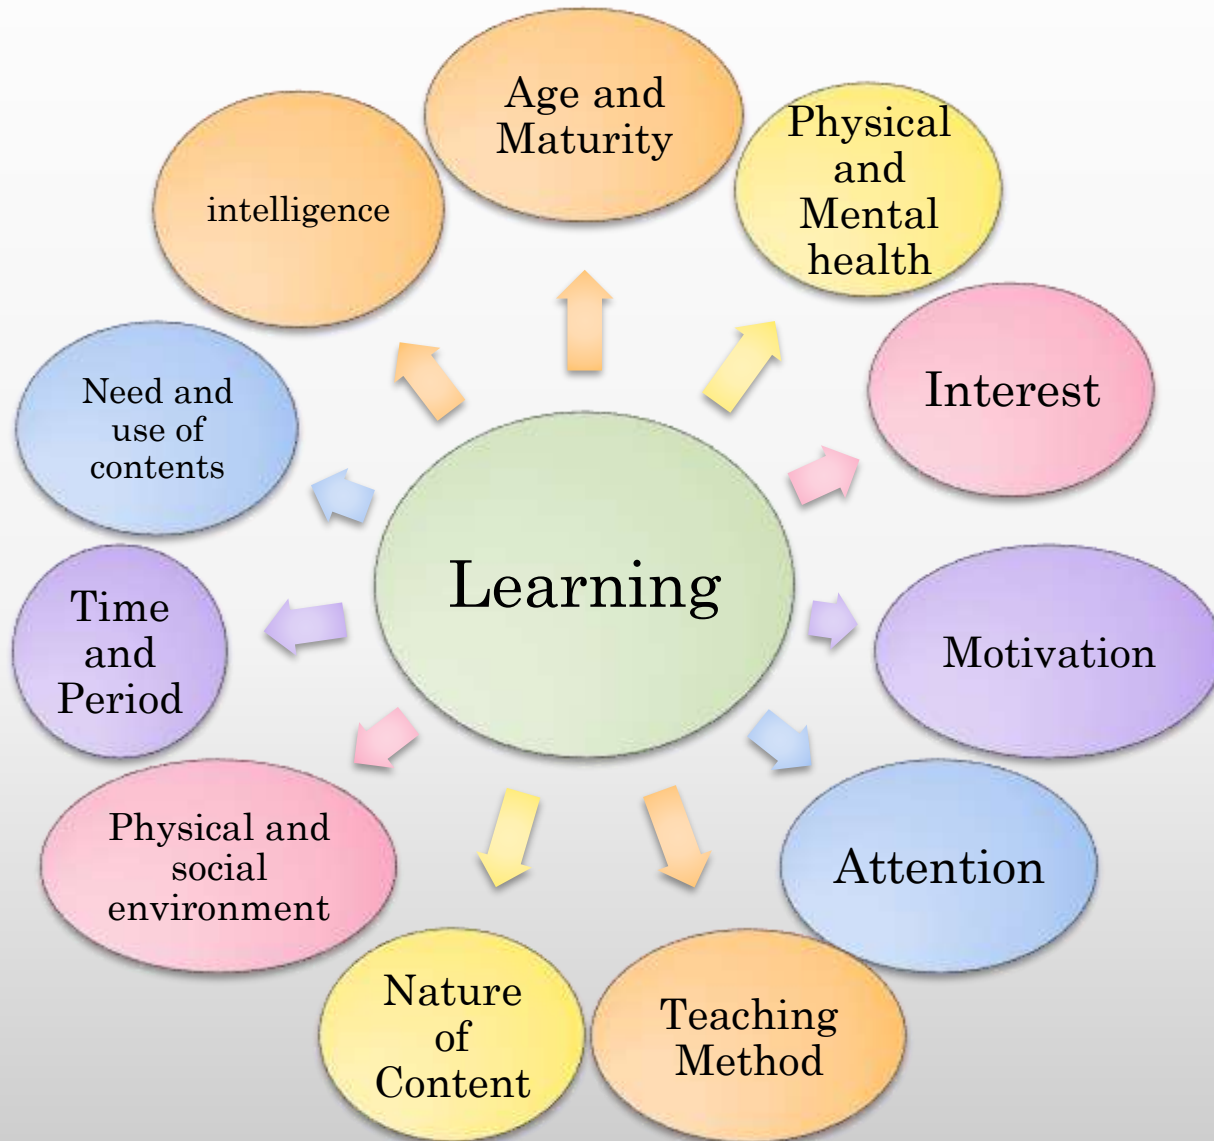 Age and
Maturity
Physical
and
Mental
health
Interest
Motivation
Attention
Teaching
Method
Nature
of
Content
Physical and
social
environment
Time
and
Period
Need and
use of
contents
intelligence
Learning